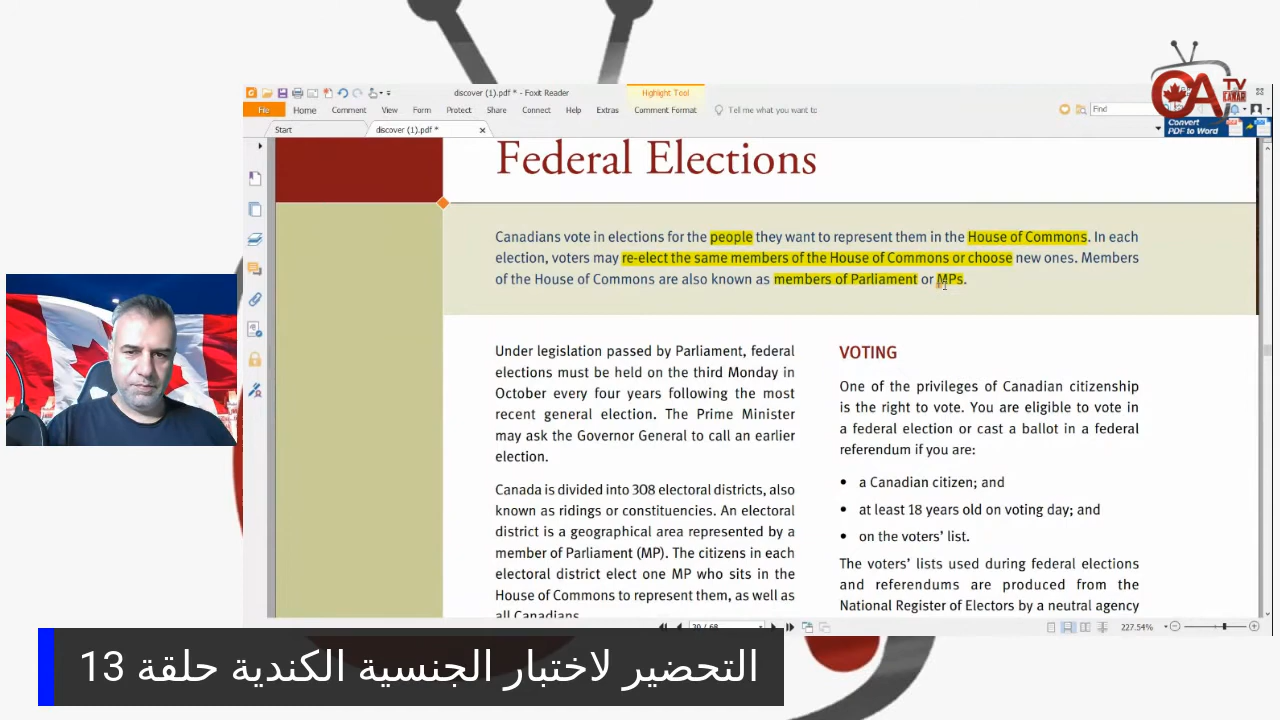 OA TV
KANAR
dscover (1).pdf * - Foxit Reader
Highlight Tool
File Home Comment View Form Protect Share Connect Help Extras Comment Format Tell me what you want to
Find
Convert
PDF to Word
Start
dscover (1).pdf *
Federal Elections
Canadians vote in elections for the people they want to represent them in the House of Commons. In each
election, voters may re-elect the same members of the House of Commons or choose new ones. Members
of the House of Commons are also known as members of Parliament or MPs.
Under legislation passed by Parliament, federal
elections must be held on the third Monday in
October every four years following the most
recent general election. The Prime Minister
may ask the Governor General to call an earlier
election.
Canada is divided into 308 electoral districts, also
known as ridings or constituencies. An electoral
district is a geographical area represented by a
member of Parliament (MP). The citizens in each
electoral district elect one MP who sits in the
House of Commons to represent them, as well as
all Canadians.
VOTING
One of the privileges of Canadian citizenship
is the right to vote. You are eligible to vote in
a federal election or cast a ballot in a federal
referendum if you are:
• a Canadian citizen; and
• at least 18 years old on voting day; and
• on the voters’ list.
The voters’ lists used during federal elections
and referendums are produced from the
National Register of Electors by a neutral agency
227.54%
التحضير لاختبار الجنسية الكندية حلقة 13